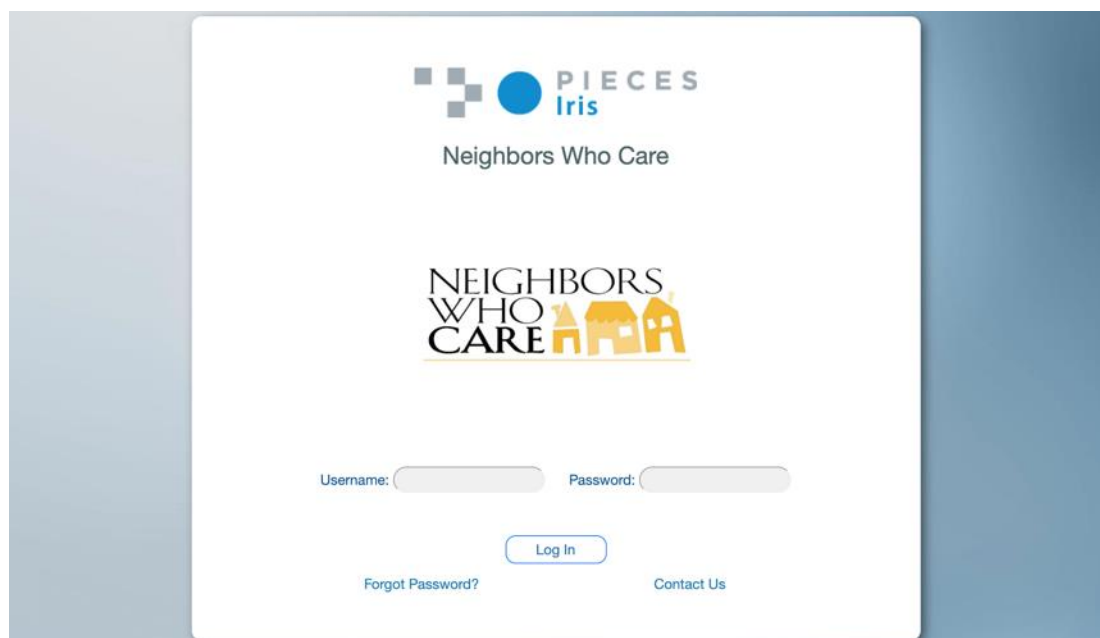 PIECES
Iris
Neighbors Who Care
NEIGHBORS
WHO
CARE
Username: Password:
Log In
Forgot Password? Contact Us